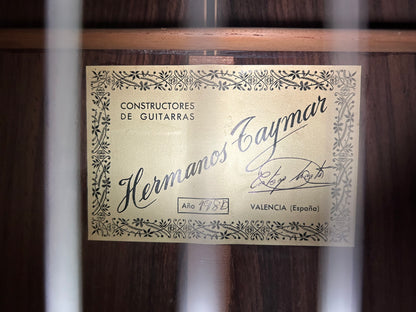 CONSTRUCTORES
DE GUITARRAS
Hermanos Taymar
Año
VALENCIA (España)